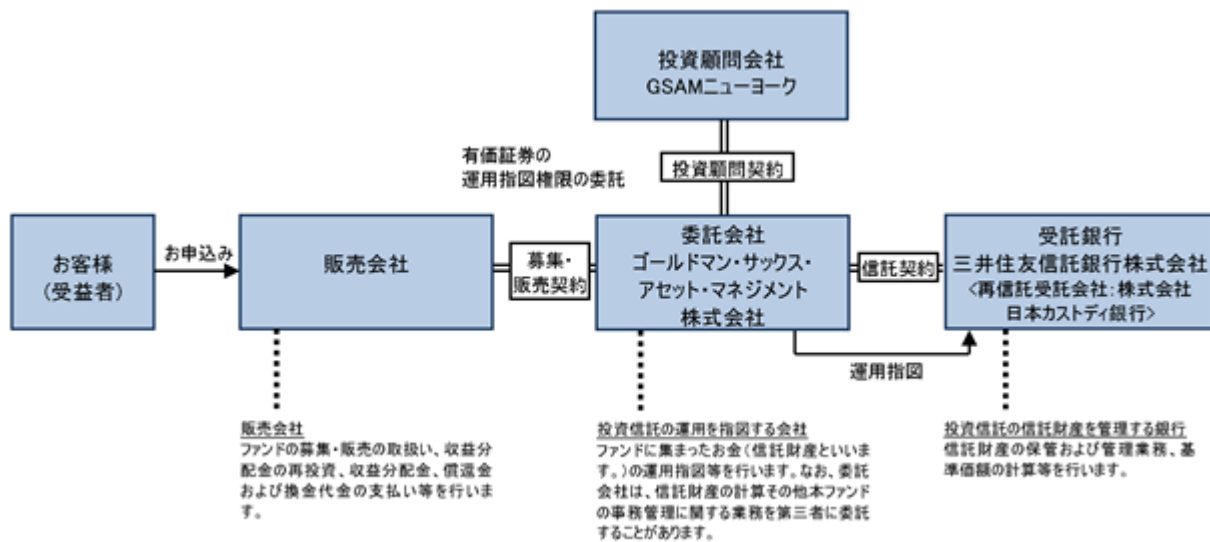 投資顧問会社
GSAMニューヨーク
有価証券の
運用指図権限の委託
投資顧問契約
お客様
(受益者)
お申込み
販売会社
募集・
販売契約
委託会社
ゴールドマン・サックス・
アセット・マネジメント
株式会社
信託契約
受託銀行
三井住友信託銀行株式会社
<再信託受託会社:株式会社
日本カストディ銀行>
運用指図
販売会社
ファンドの募集・販売の取扱い、収益分
配金の再投資、収益分配金、償還金
および換金代金の支払い等を行いま
す。
投資信託の運用を指図する会社
ファンドに集まったお金(信託財産といいま
す。)の運用指図等を行います。なお、委託
会社は、信託財産の計算その他本ファンド
の事務管理に関する業務を第三者に委託
することがあります。
投資信託の信託財産を管理する銀行
信託財産の保管および管理業務、基
準価額の計算等を行います。